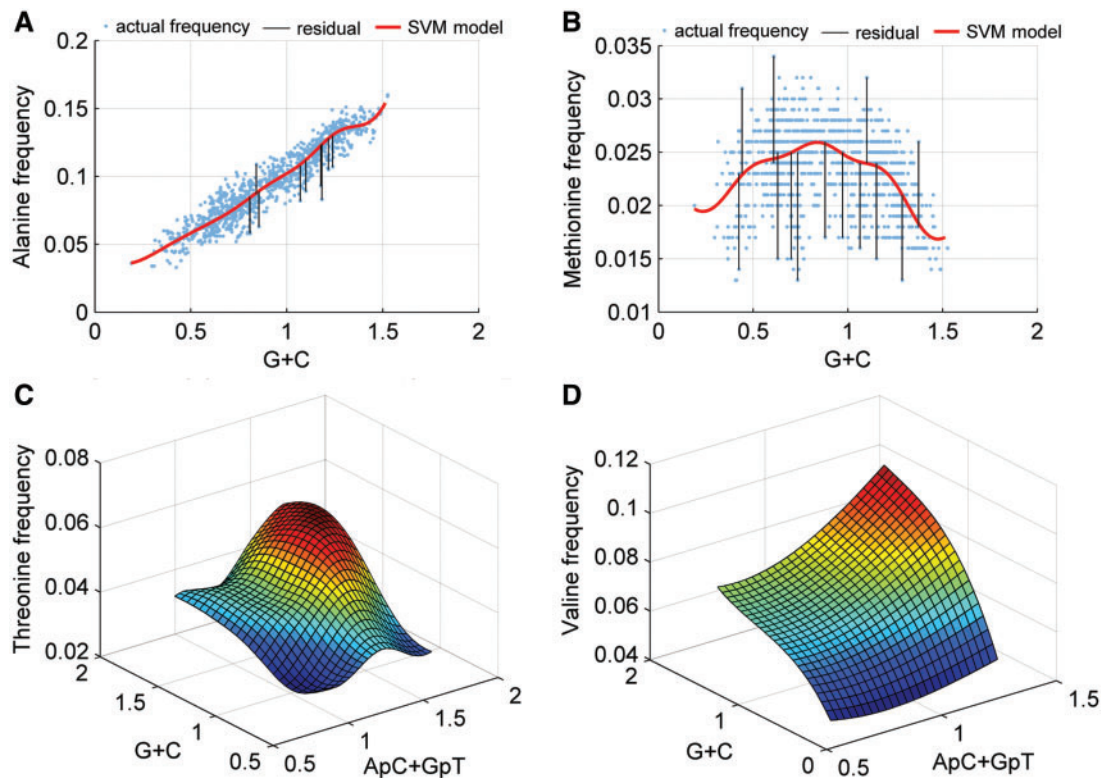 A
actual frequency residual SVM model
Alanine frequency
0.2
0.15
0.1
0.05
0
0 0.5 1 1.5 2
G+C
B
actual frequency residual SVM model
Methionine frequency
0.035
0.03
0.025
0.02
0.015
0.01
0 0.5 1 1.5 2
G+C
C
Threonine frequency
0.08
0.06
0.04
0.02
2
1.5
1
0.5
G+C
0.5
1
1.5
2
ApC+GpT
D
Valine frequency
0.12
0.1
0.08
0.06
0.04
2
1
0
G+C
0.5
1
1.5
ApC+GpT